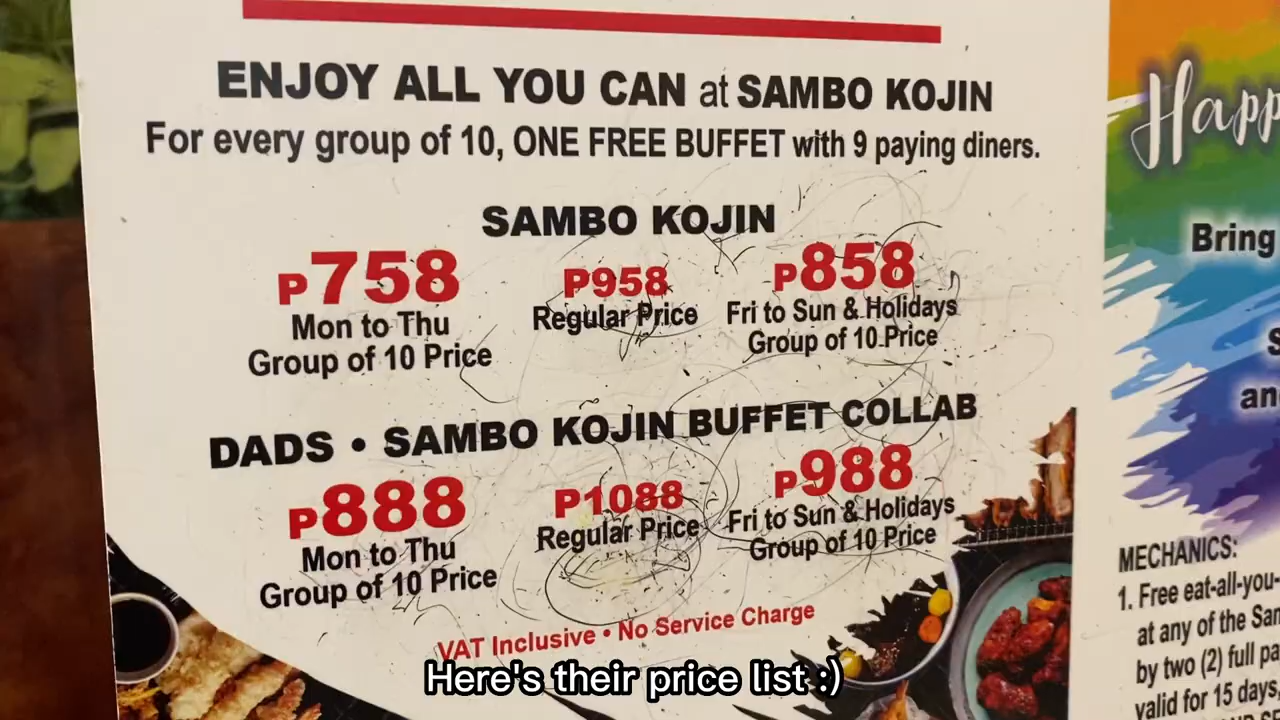 ENJOY ALL YOU CAN at SAMBO KOJIN
For every group of 10, ONE FREE BUFFET with 9 paying diners.
SAMBO KOJIN
P758
Mon to Thu
Group of 10 Price
P958
Regular Price
P858
Fri to Sun & Holidays
Group of 10 Price
DADS • SAMBO KOJIN BUFFET COLLAB
P888
Mon to Thu
Group of 10 Price
P1088
Regular Price
P988
Fri to Sun & Holidays
Group of 10 Price
VAT Inclusive • No Service Charge
Here's their price list :)
Bring
MECHANICS:
1. Free eat-all-you-
at any of the
by two (2) full
valid for 15 days